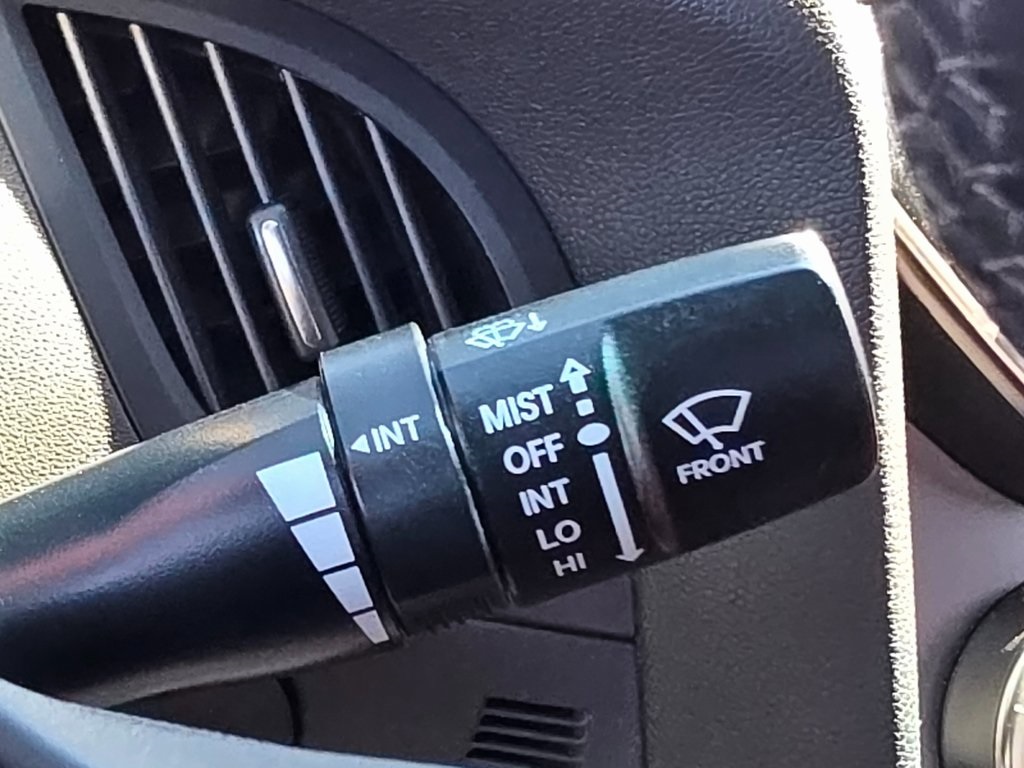 INT
MIST
OFF
INT
LO
HI
FRONT